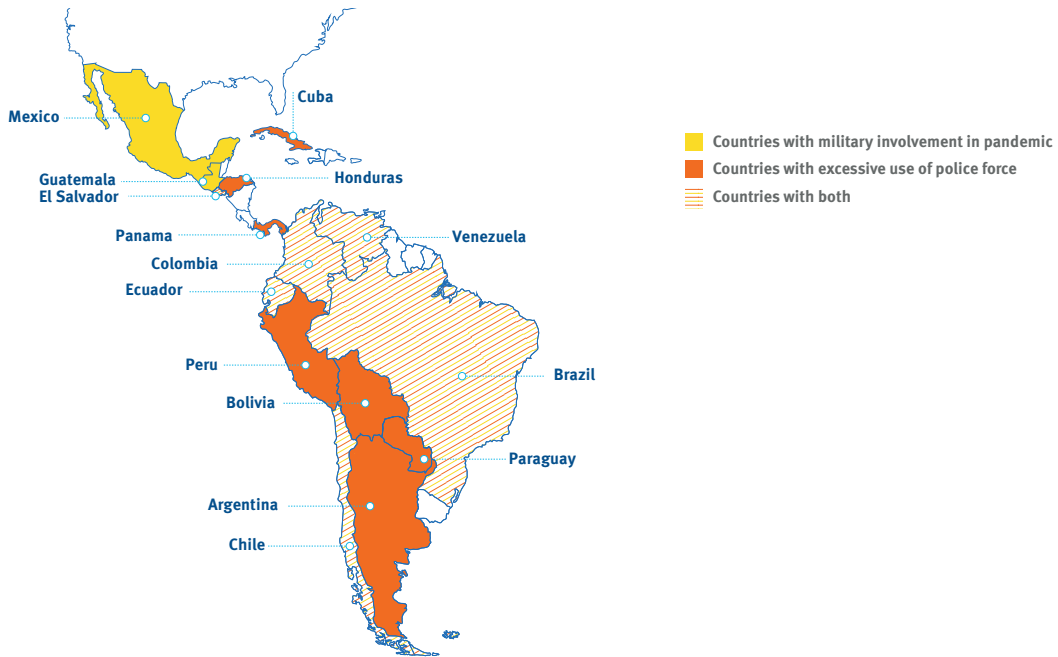 Cuba
Mexico
Guatemala
Honduras
El Salvador
Panama
Venezuela
Colombia
Ecuador
Peru
Brazil
Bolivia
Paraguay
Argentina
Chile
Countries with military involvement in pandemic
Countries with excessive use of police force
Countries with both